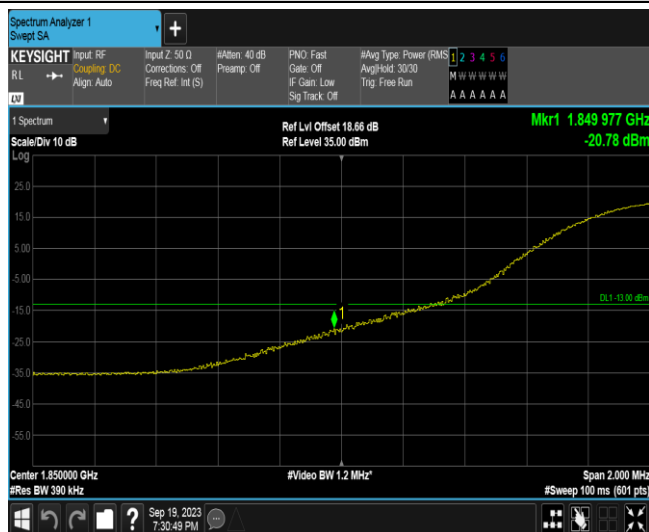 Spectrum Analyzer 1
Swept SA
KEYSIGHT
RL
LXI
Input: RF
Coupling: DC
Align: Auto
Input Z: 50 Ω
Corrections: Off
Freq Ref: Int (S)
#Atten: 40 dB
Preamp: Off
PNO: Fast
Gate: Off
IF Gain: Low
Sig Track: Off
#Avg Type: Power (RMS
Avg|Hold: 30/30
Trig: Free Run
1 2 3 4 5 6
M W W W W W
A A A A A A
1 Spectrum
Scale/Div 10 dB
Ref Lvl Offset 18.66 dB
Ref Level 35.00 dBm
Mkr1 1.849 977 GHz
-20.78 dBm
Log
25.0
15.0
5.00
-5.00
DL1 -13.00 dBm
-15.0
1
-25.0
-35.0
-45.0
-55.0
Center 1.850000 GHz
#Video BW 1.2 MHz*
Span 2.000 MHz
#Res BW 390 kHz
#Sweep 100 ms (601 pts)
Sep 19, 2023
7:30:49 PM